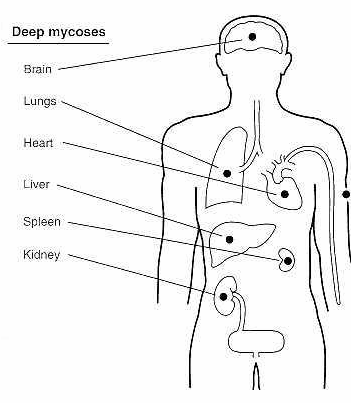 Deep mycoses
Brain
Lungs
Heart
Liver
Spleen
Kidney